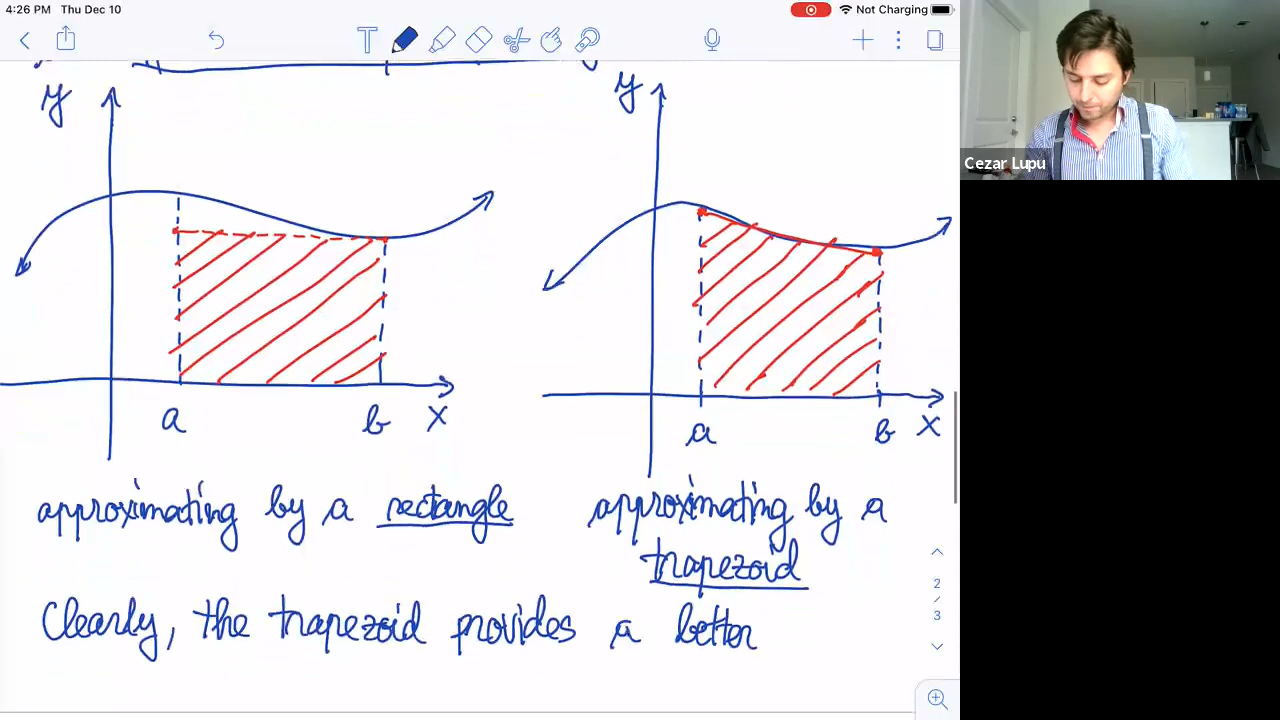 4:26 PM Thu Dec 10
Not Charging
T
Cezar Lupu
y
y
a
b
x
a
b
x
approximating by a rectangle
approximating by a
trapezoid
2
/
3
Clearly, the trapezoid provides a better